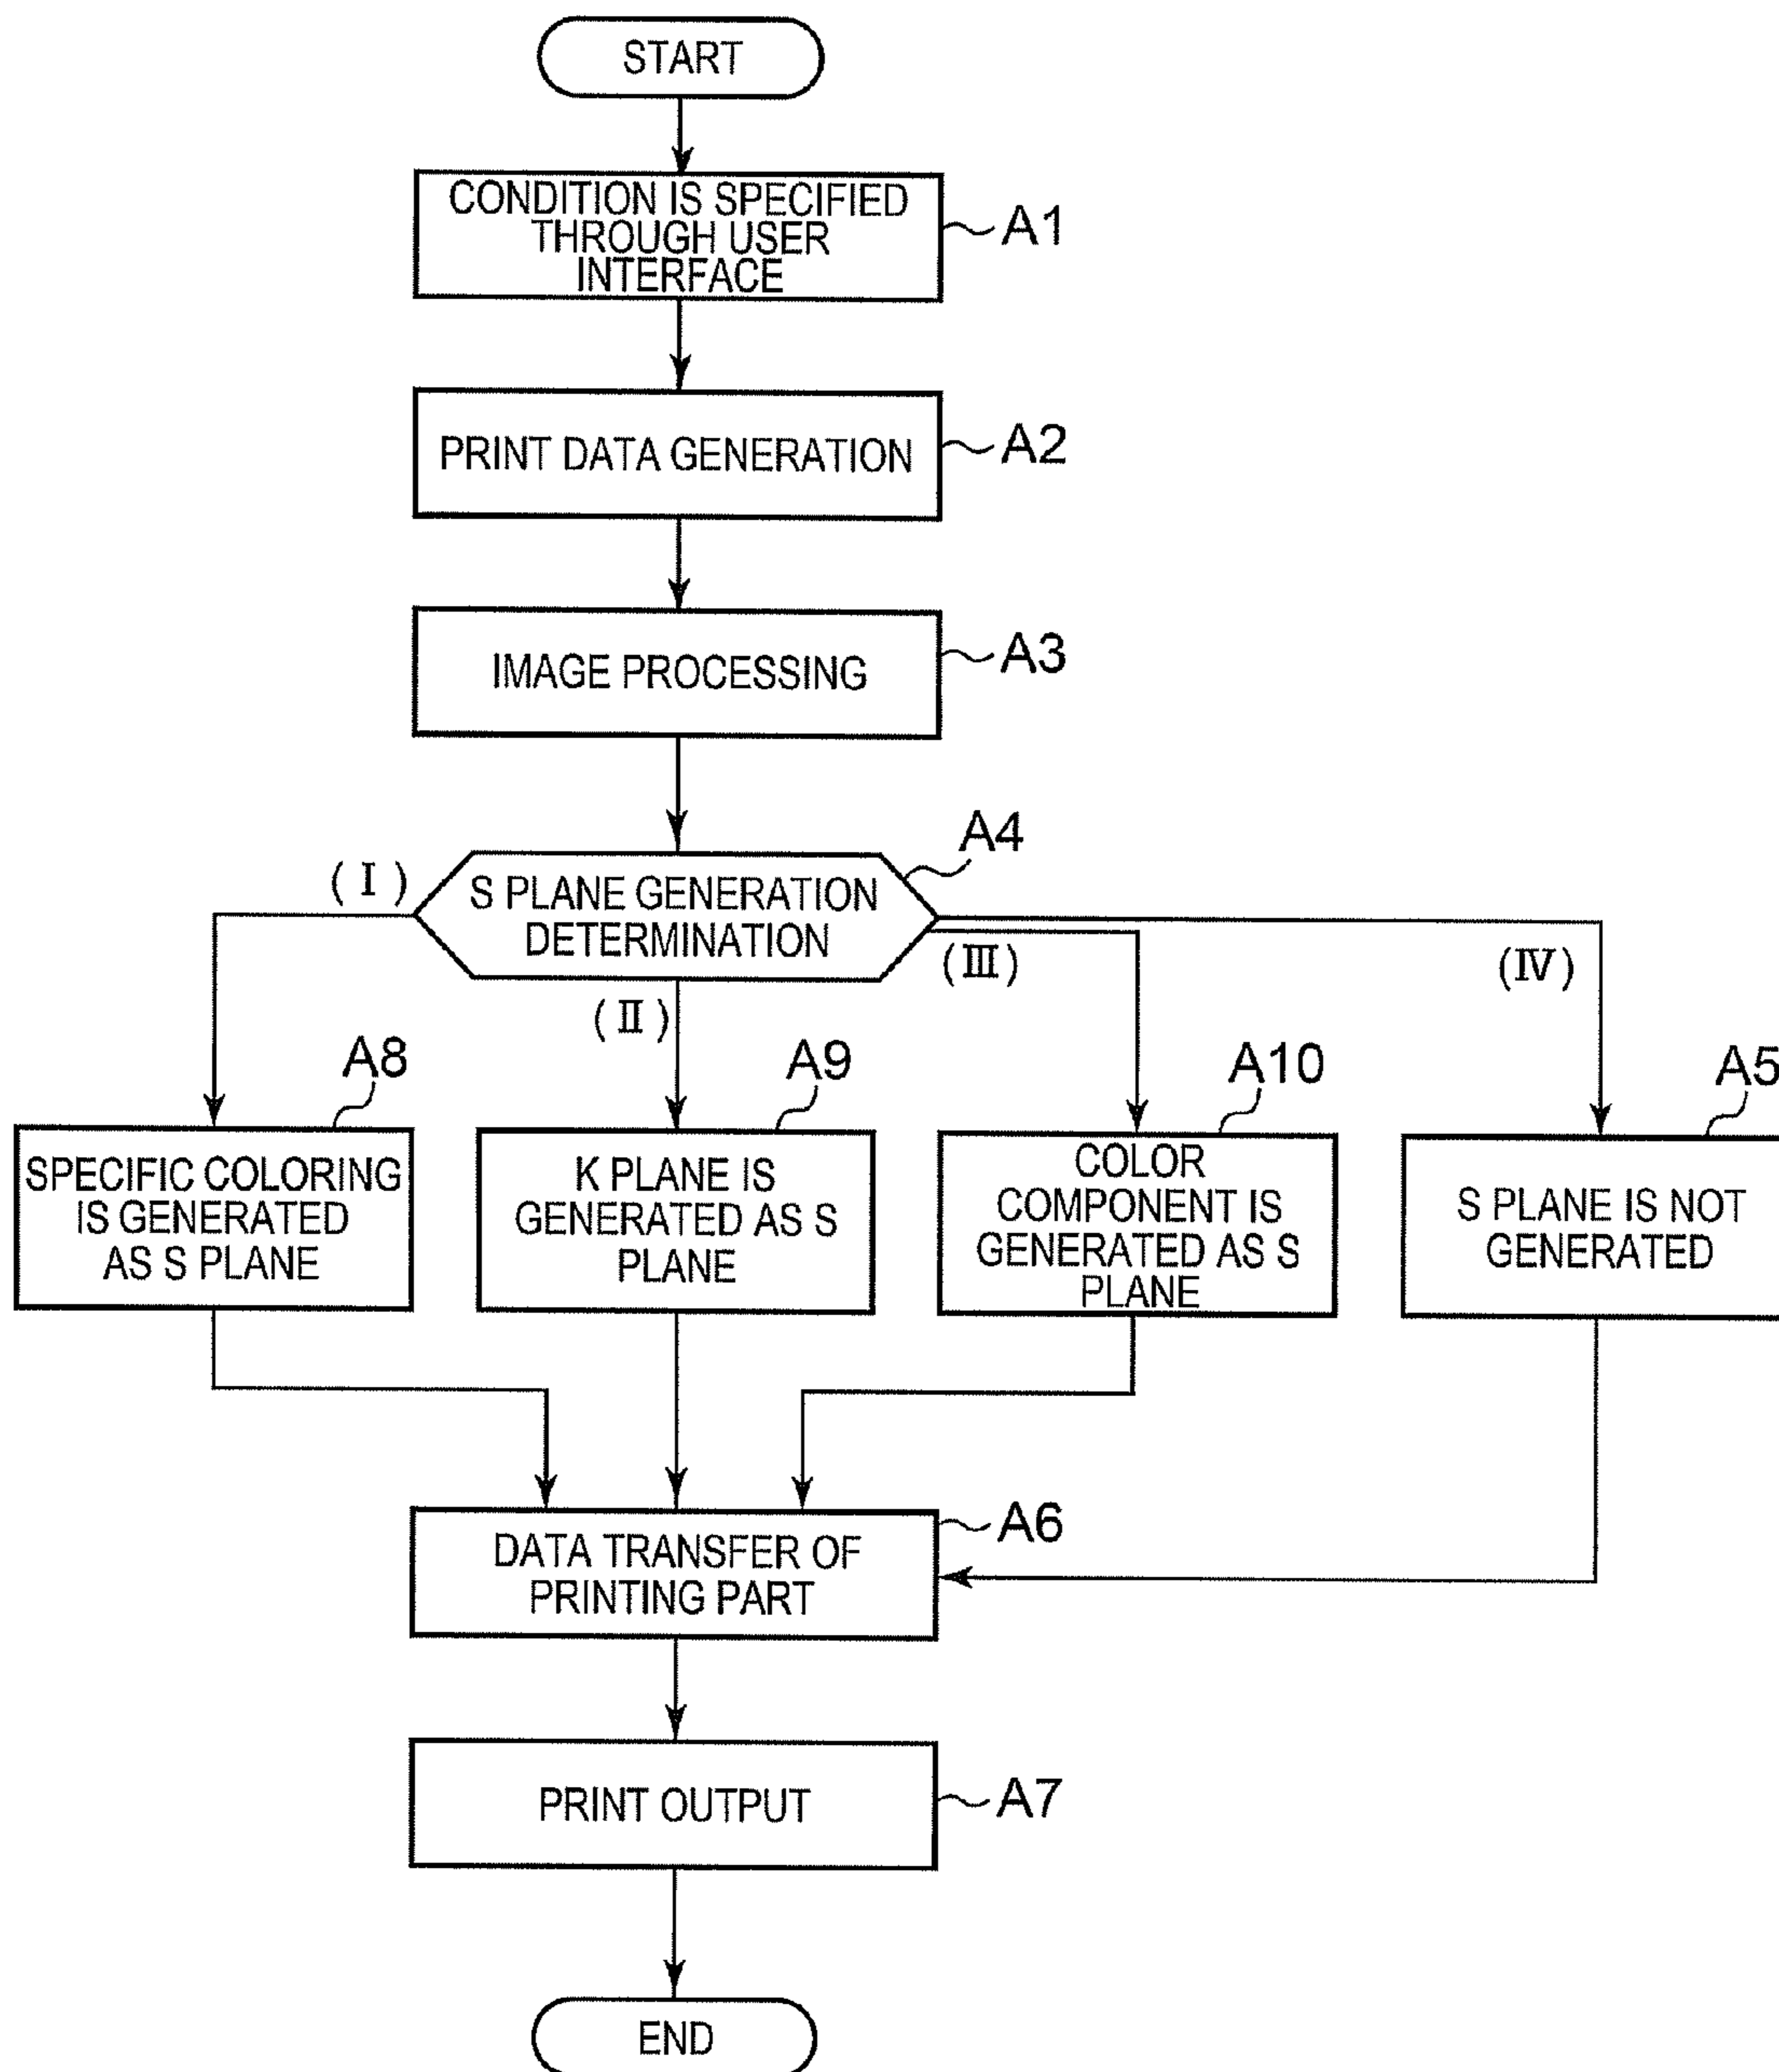 START
CONDITION IS SPECIFIED
THROUGH USER
INTERFACE
A1
PRINT DATA GENERATION
A2
IMAGE PROCESSING
A3
A4
S PLANE GENERATION
DETERMINATION
(I)
(II)
(III)
(IV)
A8
SPECIFIC COLORING
IS GENERATED
AS S PLANE
A9
K PLANE IS
GENERATED AS S
PLANE
A10
COLOR
COMPONENT IS
GENERATED AS S
PLANE
A5
S PLANE IS NOT
GENERATED
DATA TRANSFER OF
PRINTING PART
A6
PRINT OUTPUT
A7
END